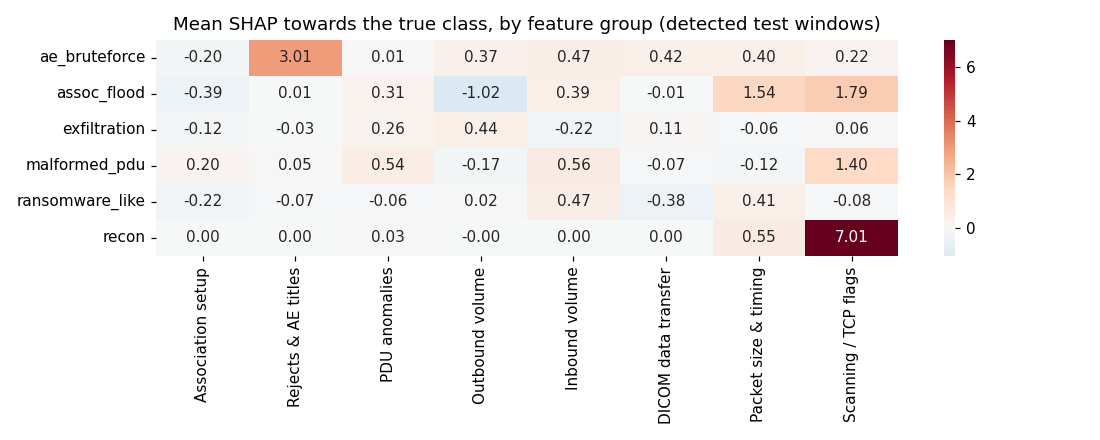 Mean SHAP towards the true class, by feature group (detected test windows)
ae_bruteforce -0.20 3.01 0.01 0.37 0.47 0.42 0.40 0.22
assoc_flood -0.39 0.01 0.31 -1.02 0.39 -0.01 1.54 1.79
exfiltration -0.12 -0.03 0.26 0.44 -0.22 0.11 -0.06 0.06
malformed_pdu 0.20 0.05 0.54 -0.17 0.56 -0.07 -0.12 1.40
ransomware_like -0.22 -0.07 -0.06 0.02 0.47 -0.38 0.41 -0.08
recon 0.00 0.00 0.03 -0.00 0.00 0.00 0.55 7.01
Association setup
Rejects & AE titles
PDU anomalies
Outbound volume
Inbound volume
DICOM data transfer
Packet size & timing
Scanning / TCP flags
6
4
2
0